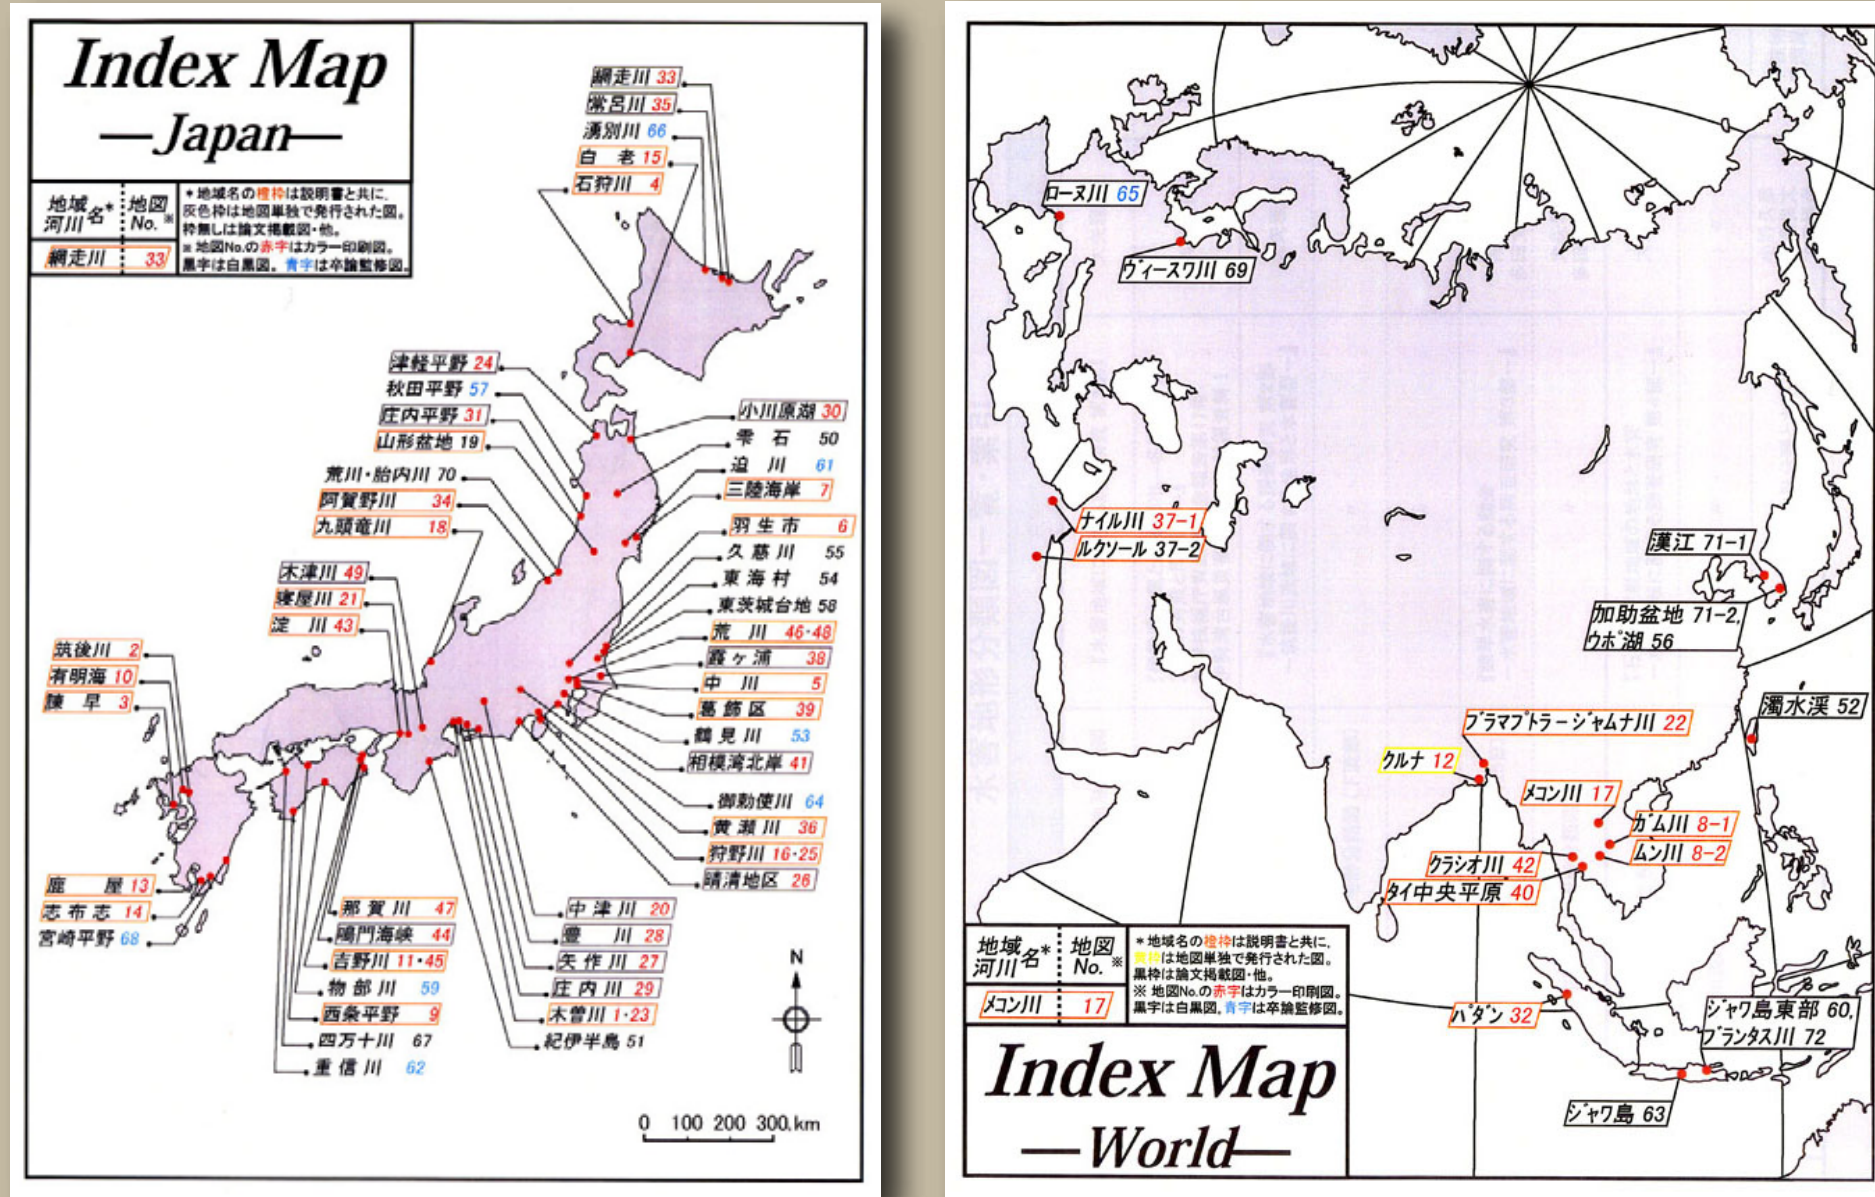 Index Map
—Japan—
地域 名* 地図
河川 No.※
網走川 33
*地域名の橙枠は説明書と共に、
灰色枠は地図単独で発行された図。
枠無しは論文掲載図・他。
※地図No.の赤字はカラー印刷図。
黒字は白黒図。青字は卒論監修図。
網走川 33
常呂川 35
湧別川 66
白 老 15
石狩川 4
津軽平野 24
秋田平野 57
庄内平野 31
山形盆地 19
荒川・胎内川 70
阿賀野川 34
九頭竜川 18
木津川 49
寝屋川 21
淀 川 43
筑後川 2
有明海 10
諫 早 3
小川原湖 30
雫 石 50
迫 川 61
三陸海岸 7
羽生市 6
久慈川 55
東海村 54
東茨城台地 58
荒 川 46・48
霞ヶ浦 38
中 川 5
葛飾区 39
鶴見川 53
相模湾北岸 41
御勅使川 64
黄瀬川 36
狩野川 16・25
晴清地区 26
鹿 屋 13
志布志 14
宮崎平野 68
那賀川 47
鳴門海峡 44
吉野川 11・45
物部川 59
西条平野 9
四万十川 67
重信川 62
中津川 20
豊 川 28
矢作川 27
庄内川 29
木曽川 1・23
紀伊半島 51
N
0 100 200 300.km
ローヌ川 65
ヴィースワ川 69
ナイル川 37-1
ルクソール 37-2
漢江 71-1
加助盆地 71-2,
ウポ湖 56
濁水渓 52
ブラマプトラージャムナ川 22
クルナ 12
メコン川 17
ガム川 8-1
ムン川 8-2
クラシオ川 42
タイ中央平原 40
パダン 32
ジャワ島東部 60,
ブランタス川 72
ジャワ島 63
地域 名* 地図
河川 No.※
メコン川 17
*地域名の橙枠は説明書と共に、
黄枠は地図単独で発行された図。
黒枠は論文掲載図・他。
※ 地図No.の赤字はカラー印刷図。
黒字は白黒図、青字は卒論監修図。
Index Map
—World—